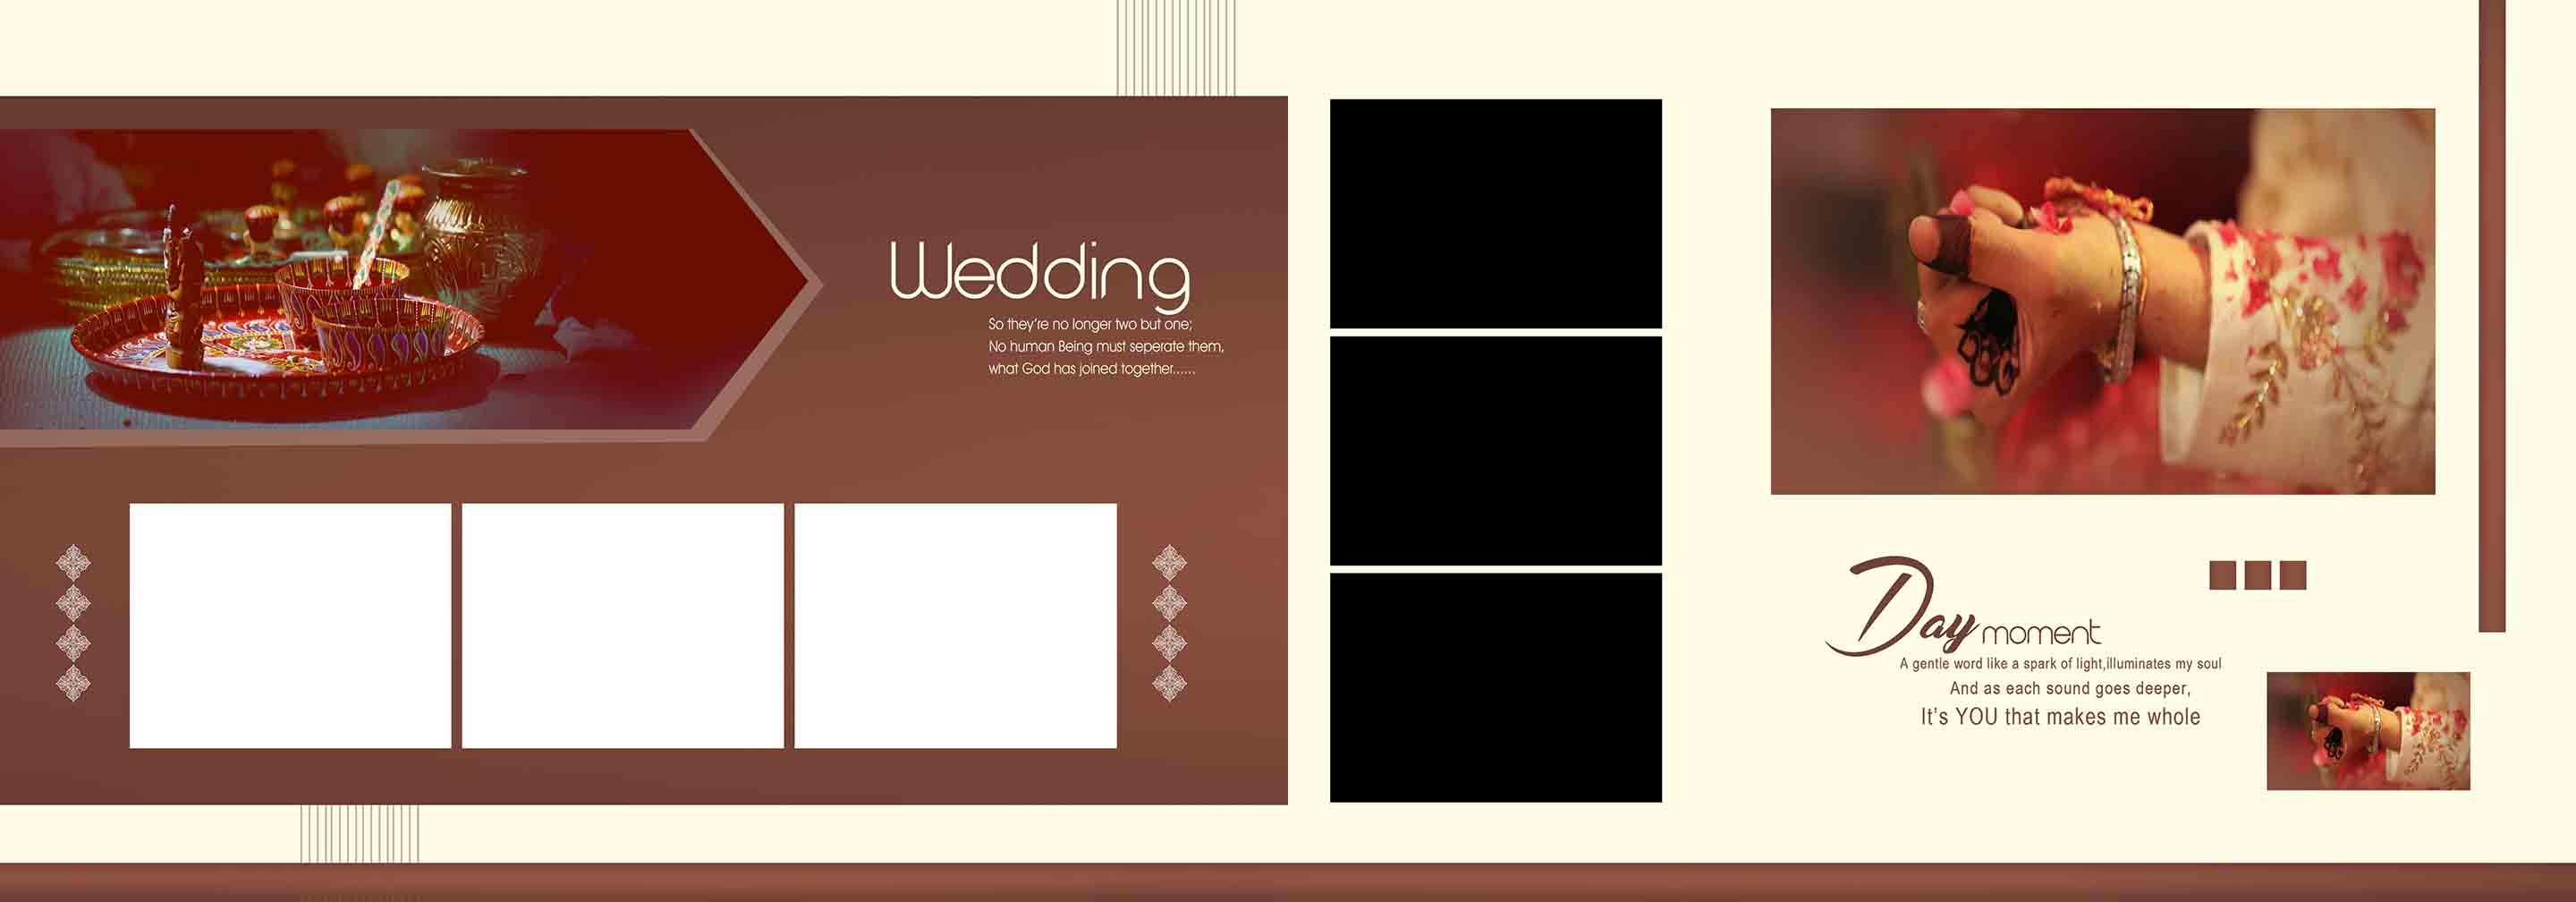 Wedding
So they're no longer two but one;
No human Being must seperate them,
what God has joined together......
Day moment
A gentle word like a spark of light,illuminates my soul
And as each sound goes deeper,
It's YOU that makes me whole